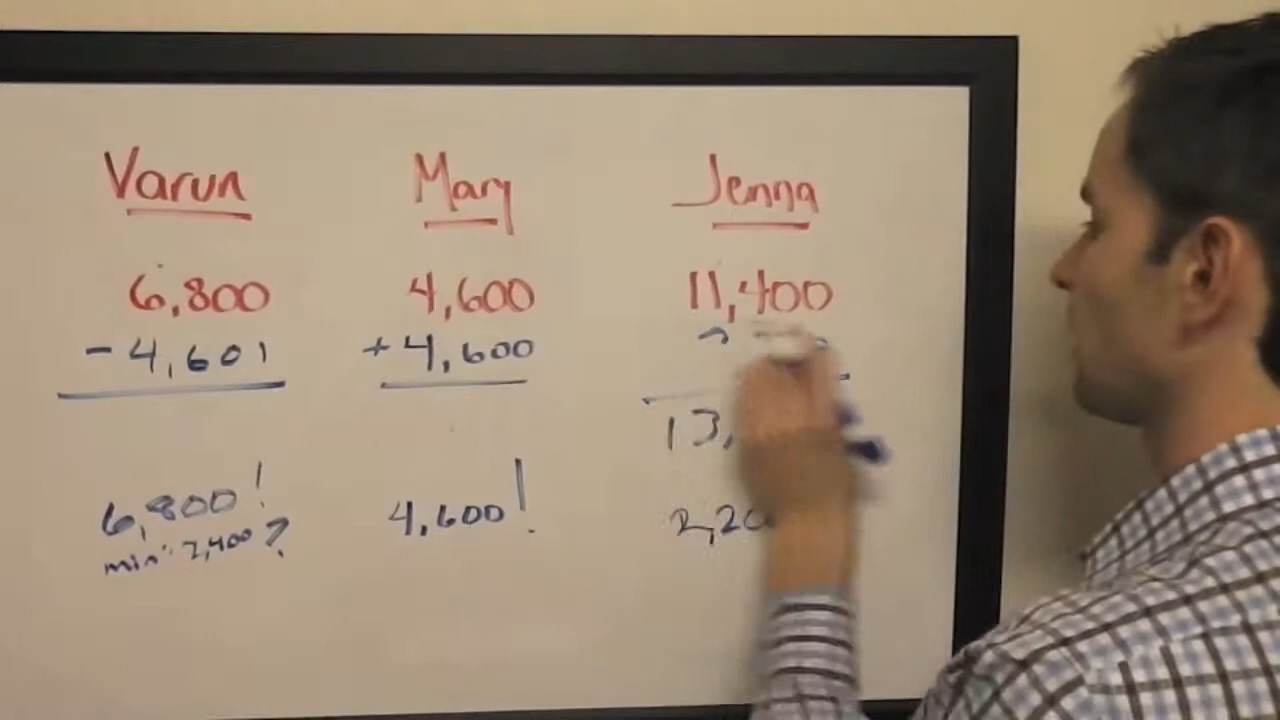 Varun Mary Jenna
6,800 4,600 11,400
- 4,601 + 4,600
13,
6,800! 4,600! 2,20
min: 2,400?